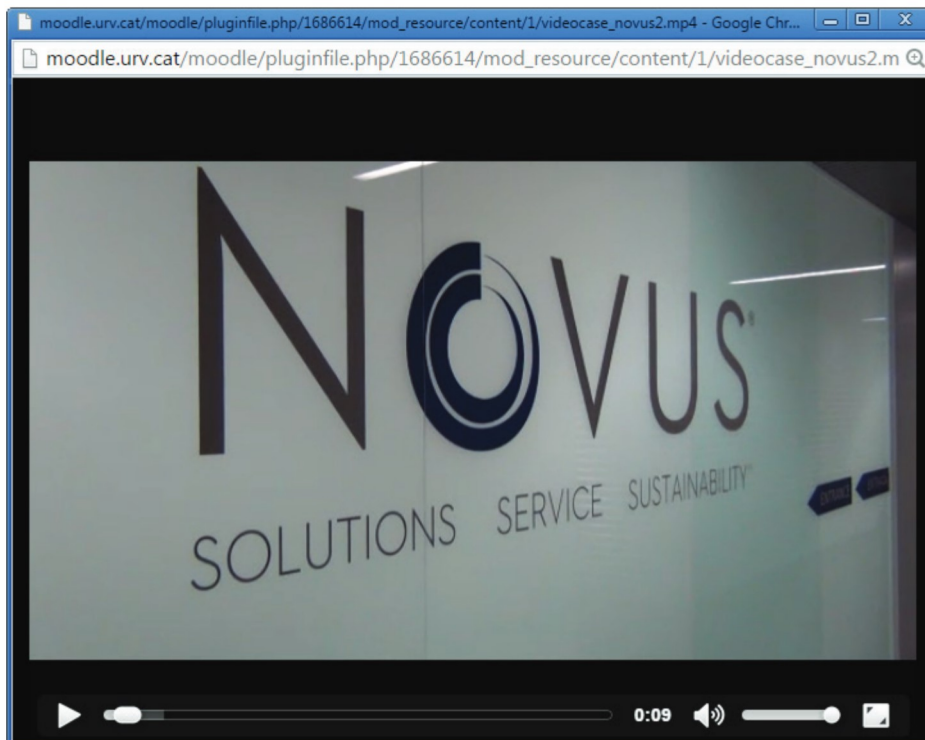 moodle.urv.cat/moodle/pluginfile.php/1686614/mod_resource/content/1/videocase_novus2.mp4 - Google Chr...
moodle.urv.cat/moodle/pluginfile.php/1686614/mod_resource/content/1/videocase_novus2.m
NOVUS®
SOLUTIONS SERVICE SUSTAINABILITY
ENTRANCE
0:09